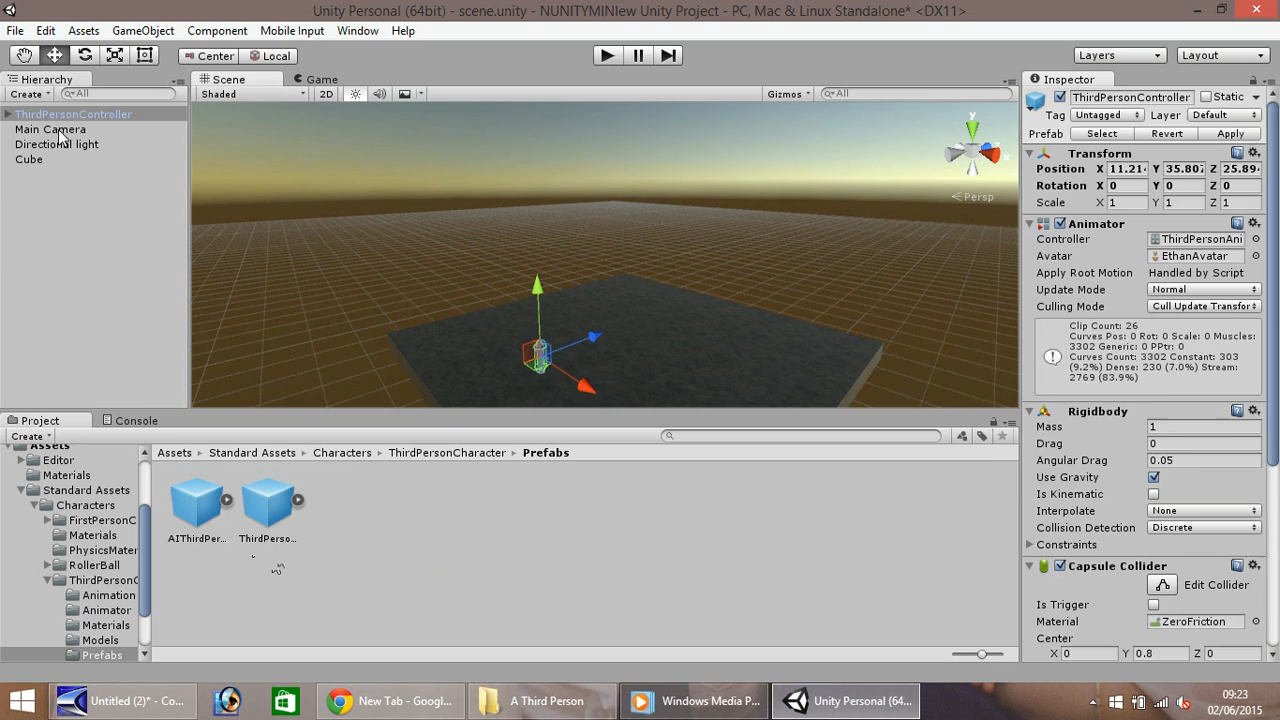 Unity Personal (64bit) - scene.unity - NUNITYMINIew Unity Project - PC, Mac & Linux Standalone* <DX11>
File Edit Assets GameObject Component Mobile Input Window Help
Center Local Layers Layout
Hierarchy
Create All
ThirdPersonController
Main Camera
Directional light
Cube
Scene Game
Shaded 2D Gizmos All
y
x
Persp
Inspector
ThirdPersonController Static
Tag Untagged Layer Default
Prefab Select Revert Apply
Transform
Position X 11.214 Y 35.807 Z 25.894
Rotation X 0 Y 0 Z 0
Scale X 1 Y 1 Z 1
Animator
Controller ThirdPersonAni
Avatar EthanAvatar
Apply Root Motion Handled by Script
Update Mode Normal
Culling Mode Cull Update Transfor
Clip Count: 26
Curves Pos: 0 Rot: 0 Scale: 0 Muscles: 3302 Generic: 0 PPtr: 0
Curves Count: 3302 Constant: 303 (9.2%) Dense: 230 (7.0%) Stream: 2769 (83.9%)
Rigidbody
Mass 1
Drag 0
Angular Drag 0.05
Use Gravity
Is Kinematic
Interpolate None
Collision Detection Discrete
Constraints
Capsule Collider
Edit Collider
Is Trigger
Material ZeroFriction
Center
X 0 Y 0.8 Z 0
Project Console
Create
Assets
Editor
Materials
Standard Assets
Characters
FirstPersonC
Materials
PhysicsMater
RollerBall
ThirdPersonC
Animation
Animator
Materials
Models
Prefabs
Assets Standard Assets Characters ThirdPersonCharacter Prefabs
AIThirdPer... ThirdPerso...
Untitled (2)* - Co... New Tab - Googl... A Third Person Windows Media P... Unity Personal (64...
09:23
02/06/2015